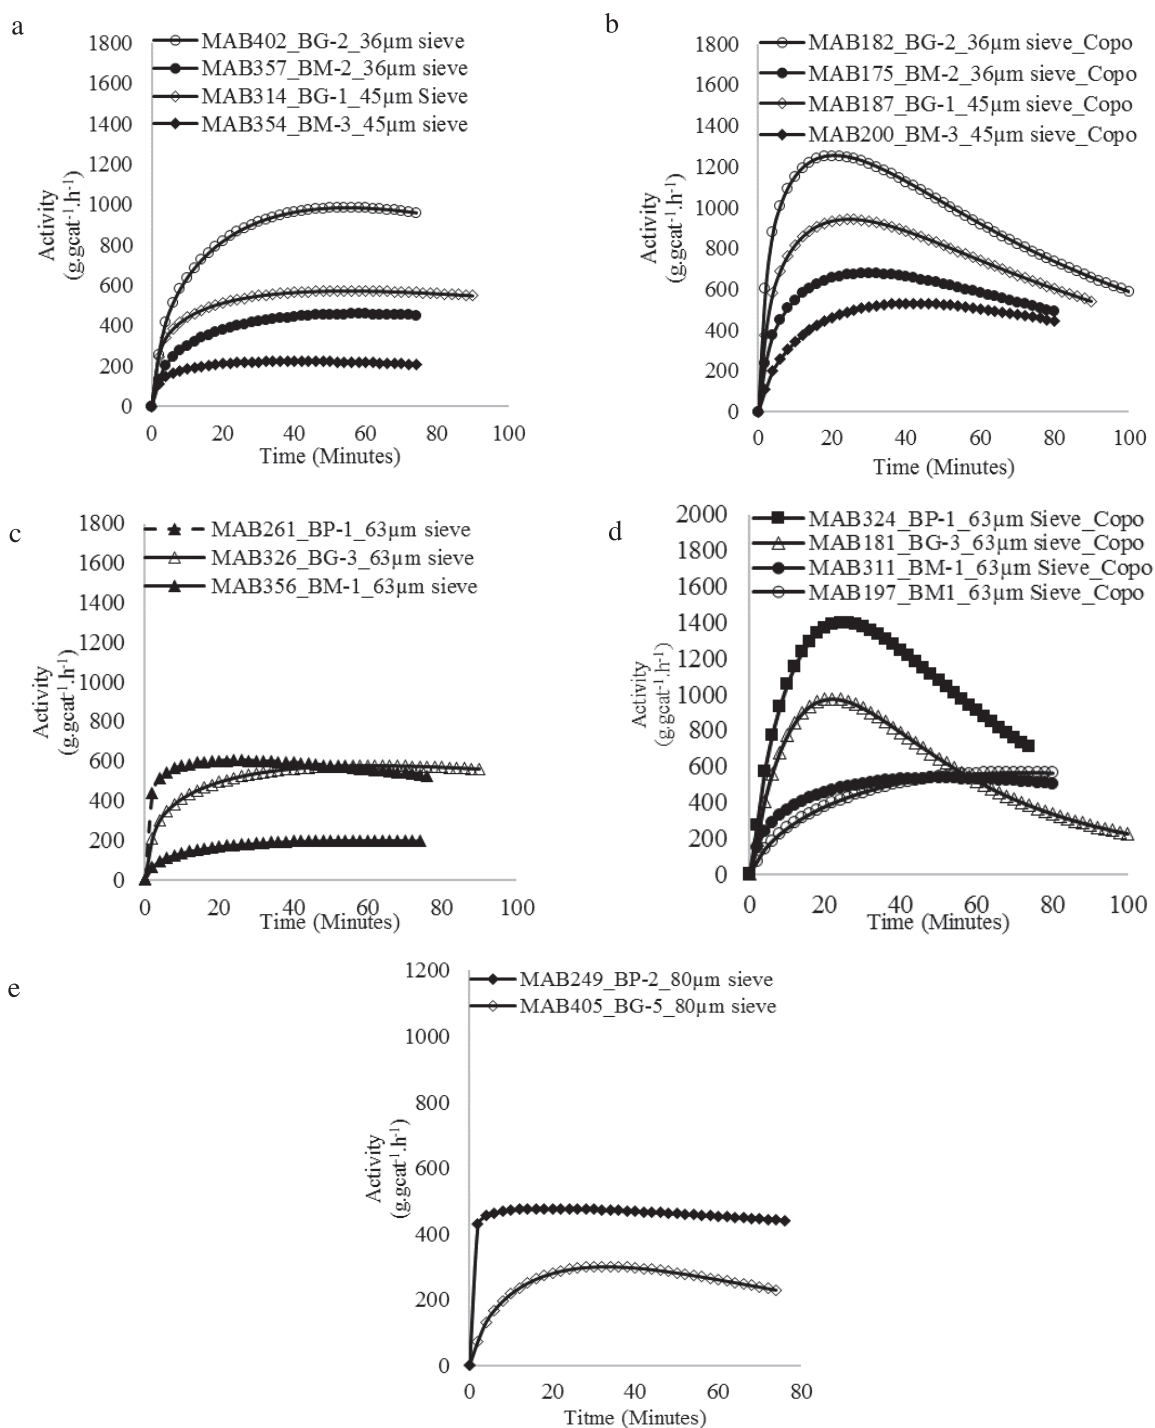 a
MAB402_BG-2_36µm sieve
MAB357_BM-2_36µm sieve
MAB314_BG-1_45µm Sieve
MAB354_BM-3_45µm sieve
1800
1600
1400
1200
1000
800
600
400
200
0
Activity
(g.gcat-1.h-1)
0 20 40 60 80 100
Time (Minutes)
b
MAB182_BG-2_36µm sieve_Copo
MAB175_BM-2_36µm sieve_Copo
MAB187_BG-1_45µm sieve_Copo
MAB200_BM-3_45µm sieve_Copo
1800
1600
1400
1200
1000
800
600
400
200
0
Activity
(g.gcat-1.h-1)
0 20 40 60 80 100
Time (Minutes)
c
MAB261_BP-1_63µm sieve
MAB326_BG-3_63µm sieve
MAB356_BM-1_63µm sieve
1800
1600
1400
1200
1000
800
600
400
200
0
Activity
(g.gcat-1.h-1)
0 20 40 60 80 100
Time (Minutes)
d
MAB324_BP-1_63µm Sieve_Copo
MAB181_BG-3_63µm sieve_Copo
MAB311_BM-1_63µm Sieve_Copo
MAB197_BM1_63µm Sieve_Copo
2000
1800
1600
1400
1200
1000
800
600
400
200
0
Activity
(g.gcat-1.h-1)
0 20 40 60 80 100
Time (Minutes)
e
MAB249_BP-2_80µm sieve
MAB405_BG-5_80µm sieve
1200
1000
800
600
400
200
0
Activity
(g.gcat-1.h-1)
0 20 40 60 80
Titme (Minutes)